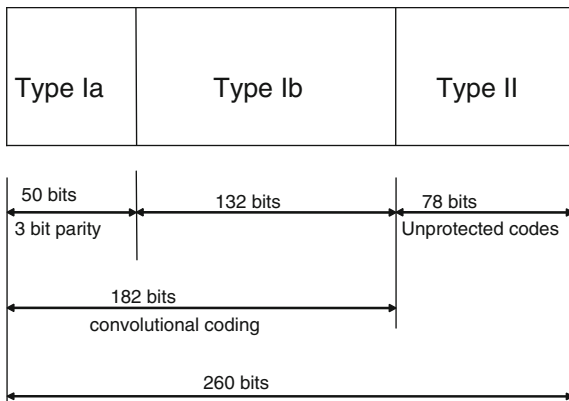 Type Ia Type Ib Type II
50 bits 132 bits 78 bits
3 bit parity Unprotected codes
182 bits
convolutional coding
260 bits